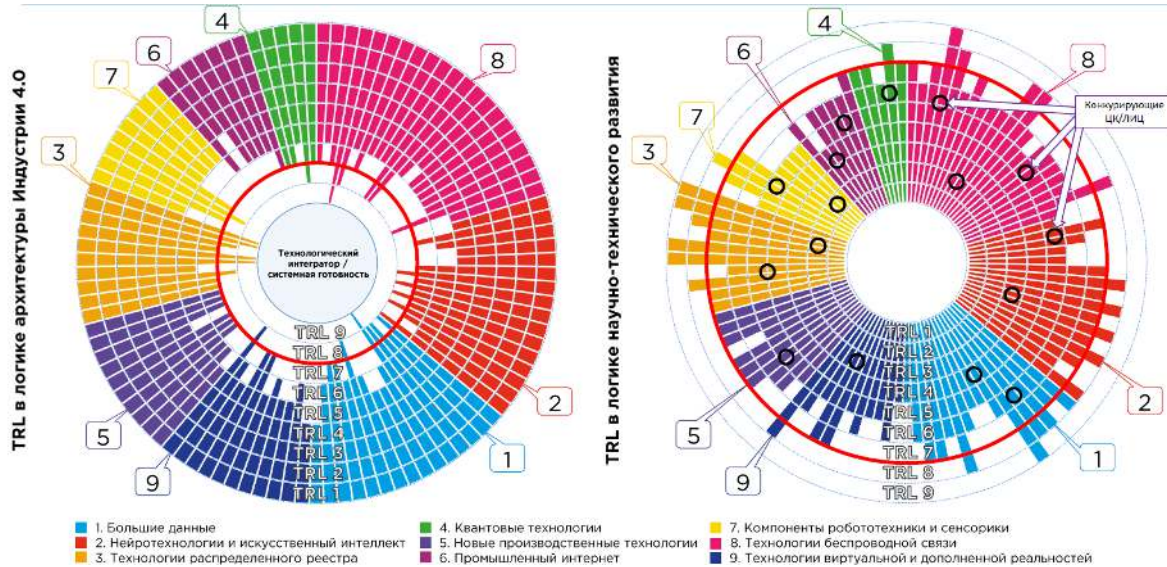 TRL в логике архитектуры Индустрии 4.0
4
6
7
3
5
9
8
2
1
Технологический
интегратор /
системная готовность
TRL 9
TRL 8
TRL 7
TRL 6
TRL 5
TRL 4
TRL 3
TRL 2
TRL 1
TRL в логике научно-технического развития
4
6
7
3
5
9
8
2
1
Конкурирующие
ЦК/ЛИЦ
TRL 1
TRL 2
TRL 3
TRL 4
TRL 5
TRL 6
TRL 7
TRL 8
TRL 9
1. Большие данные
2. Нейротехнологии и искусственный интеллект
3. Технологии распределенного реестра
4. Квантовые технологии
5. Новые производственные технологии
6. Промышленный интернет
7. Компоненты робототехники и сенсорики
8. Технологии беспроводной связи
9. Технологии виртуальной и дополненной реальностей